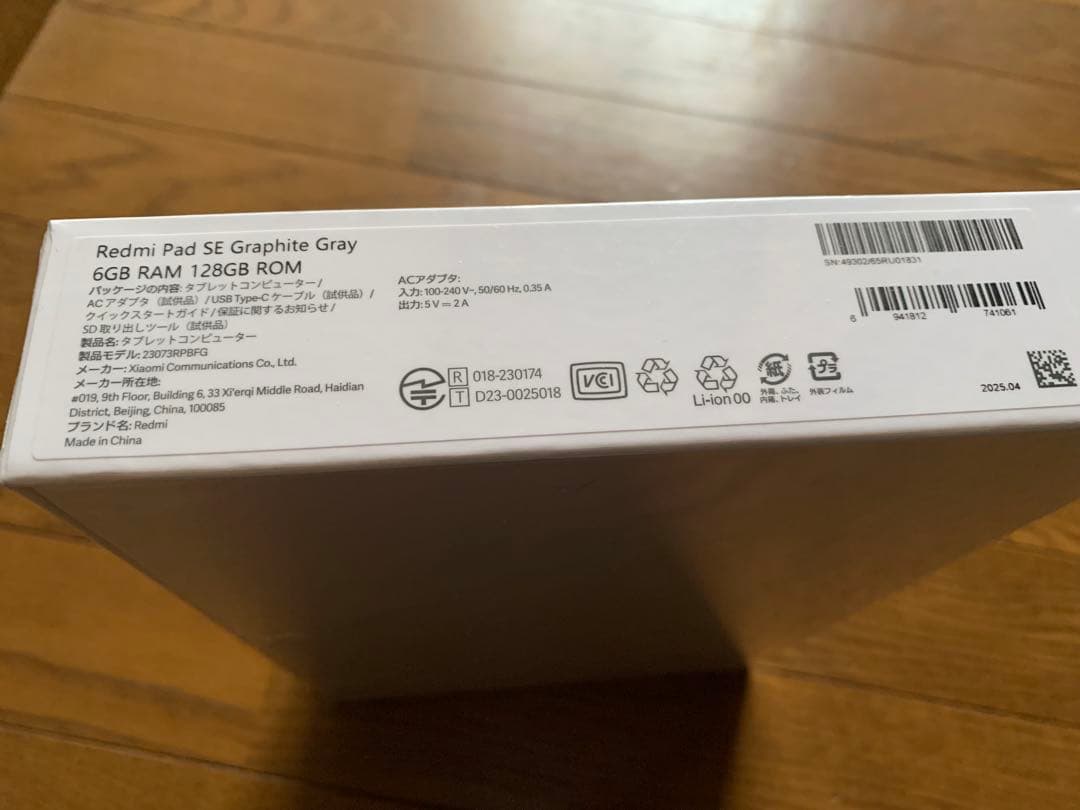 Redmi Pad SE Graphite Gray
6GB RAM 128GB ROM
パッケージの内容: タブレットコンピューター /
ACアダプタ (試供品) / USB Type-C ケーブル (試供品) /
クイックスタートガイド / 保証に関するお知らせ /
SD 取り出しツール (試供品)
製品名: タブレットコンピューター
製品モデル: 23073RPBFG
メーカー: Xiaomi Communications Co., Ltd.
メーカー所在地:
#019, 9th Floor, Building 6, 33 Xi'erqi Middle Road, Haidian
District, Beijing, China, 100085
ブランド名: Redmi
Made in China
ACアダプタ:
入力: 100-240 V~, 50/60 Hz, 0.35 A
出力: 5 V ⎓ 2 A
R 018-230174
T D23-0025018
VCCI
Li-ion 00
紙
外箱、ふた、
内箱、トレイ
プラ
外装フィルム
SN: 49302/65RU01831
6 941812 741061
2025.04